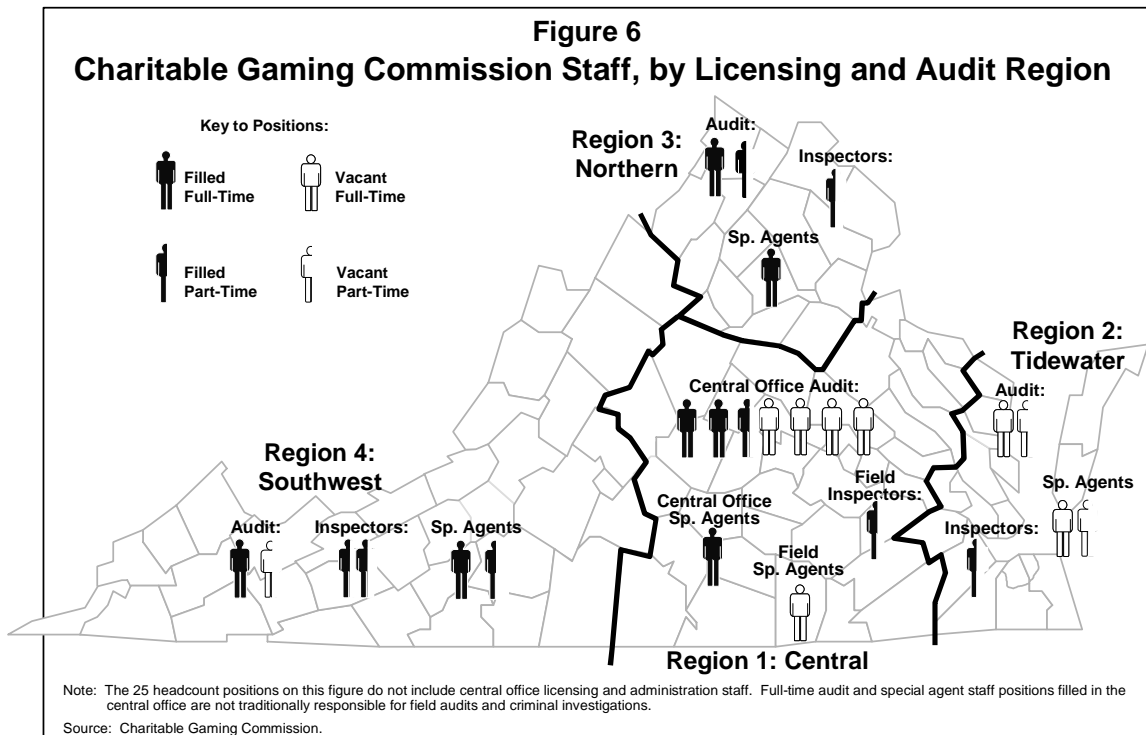 Figure 6
Charitable Gaming Commission Staff, by Licensing and Audit Region
Key to Positions:
Filled
Full-Time
Vacant
Full-Time
Filled
Part-Time
Vacant
Part-Time
Region 3:
Northern
Audit:
Inspectors:
Sp. Agents
Region 2:
Tidewater
Audit:
Sp. Agents
Inspectors:
Central Office Audit:
Field
Inspectors:
Central Office
Sp. Agents
Field
Sp. Agents
Region 1: Central
Region 4:
Southwest
Audit:
Inspectors:
Sp. Agents
Note: The 25 headcount positions on this figure do not include central office licensing and administration staff. Full-time audit and special agent staff positions filled in the
central office are not traditionally responsible for field audits and criminal investigations.
Source: Charitable Gaming Commission.